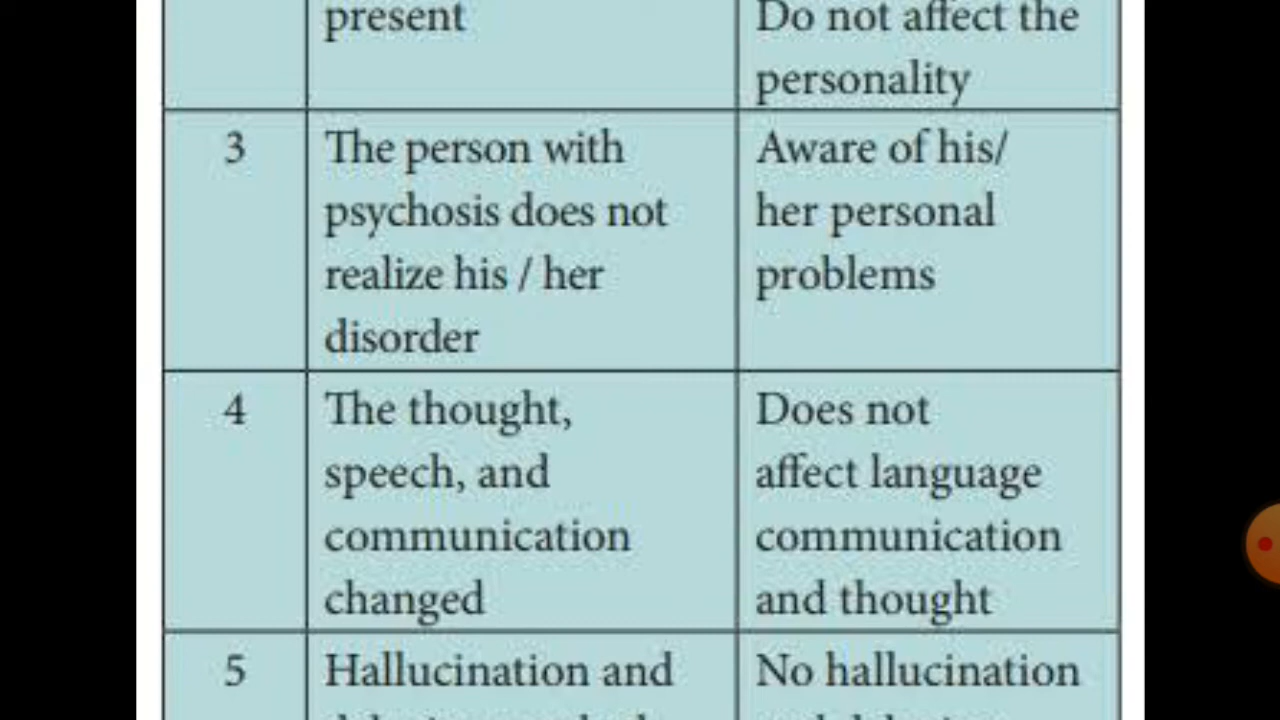 present
Do not affect the
personality
3
The person with
psychosis does not
realize his / her
disorder
Aware of his/
her personal
problems
4
The thought,
speech, and
communication
changed
Does not
affect language
communication
and thought
5
Hallucination and
No hallucination